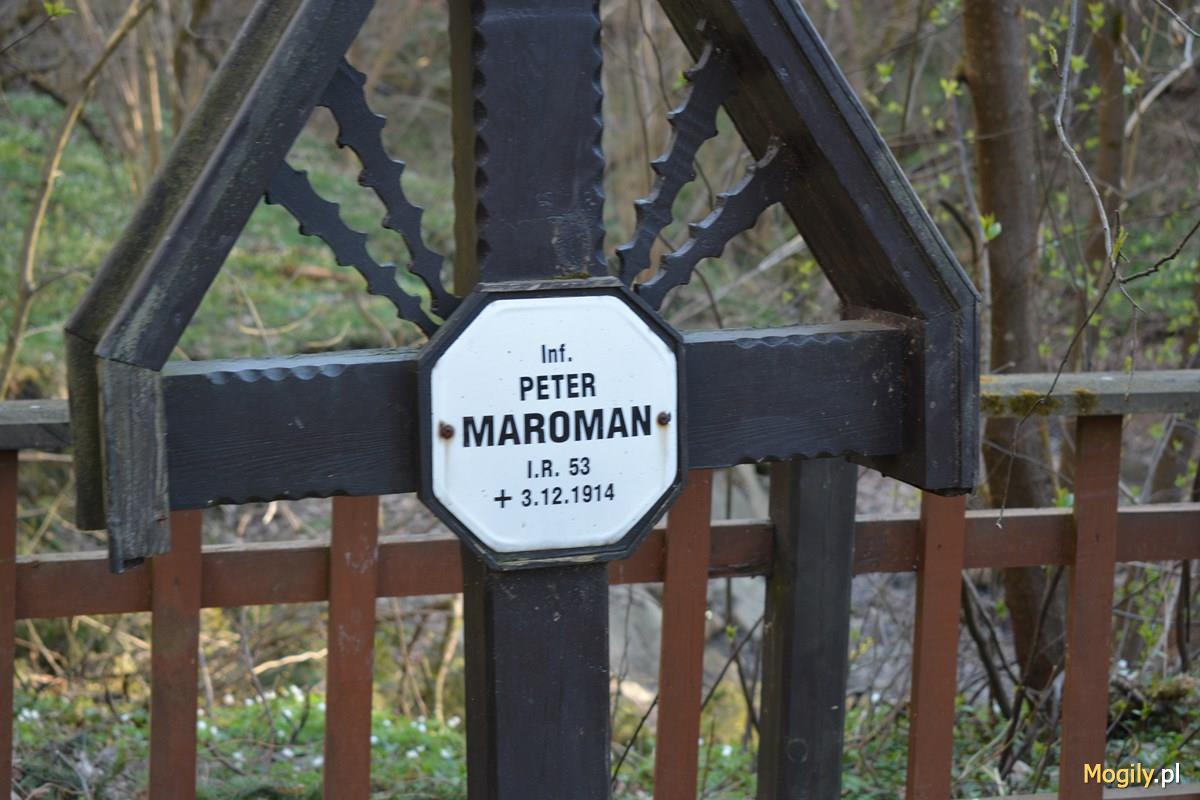 Inf.
PETER
MAROMAN
I.R. 53
+ 3.12.1914
Mogily.pl